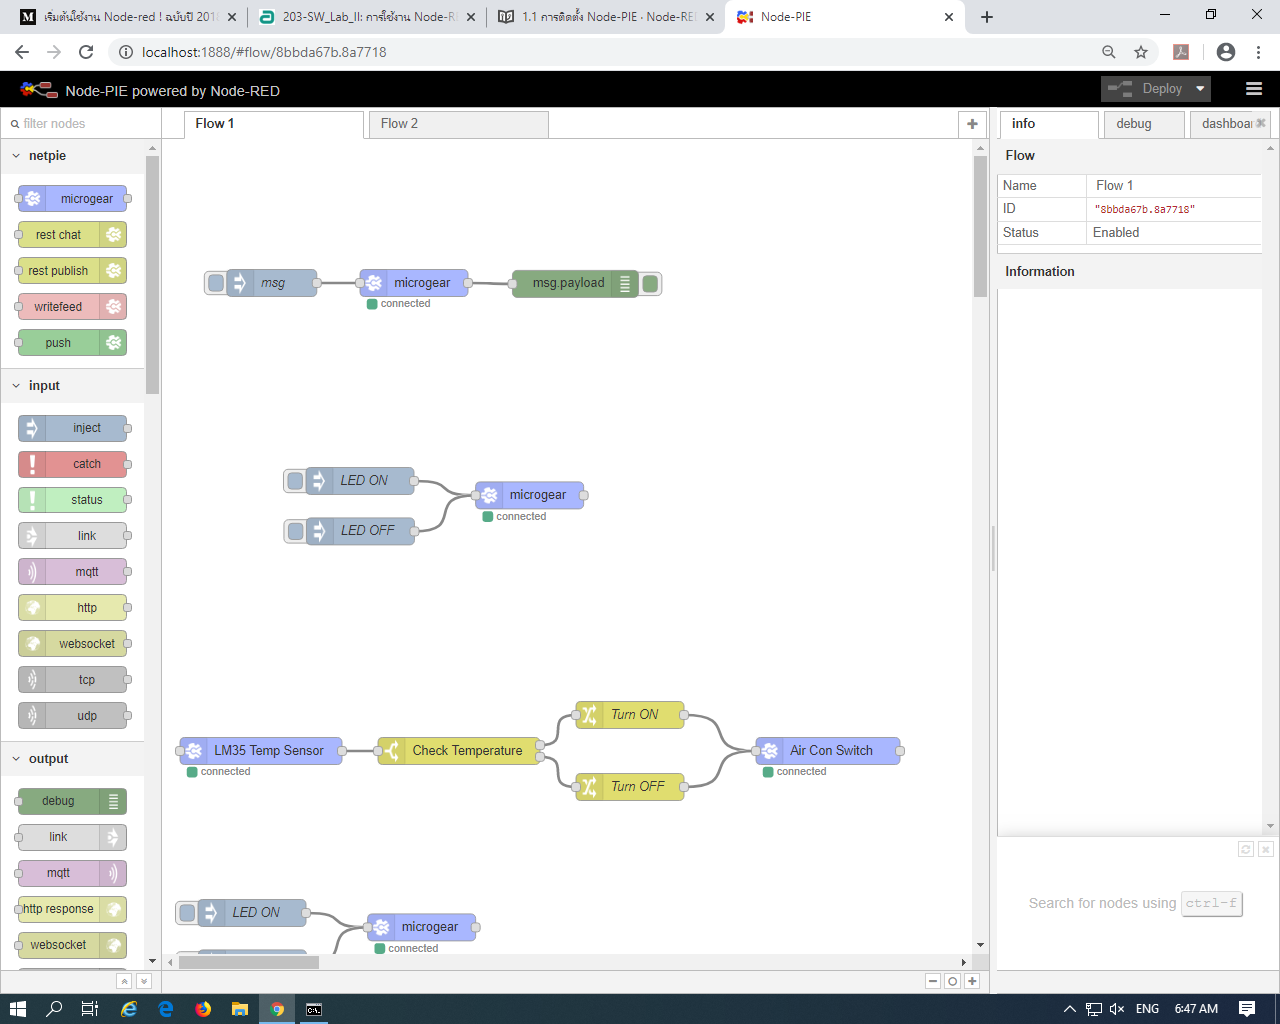 เริ่มต้นใช้งาน Node-red ! ฉบับปี 201
203-SW_Lab_II: การใช้งาน Node-R
1.1 การติดตั้ง Node-PIE · Node-RE
Node-PIE
localhost:1888/#flow/8bbda67b.8a7718
Node-PIE powered by Node-RED
Deploy
filter nodes
Flow 1
Flow 2
info
debug
dashboa
netpie
microgear
rest chat
rest publish
writefeed
push
input
inject
catch
status
link
mqtt
http
websocket
tcp
udp
output
debug
link
mqtt
http response
websocket
msg
microgear
connected
msg.payload
LED ON
LED OFF
microgear
connected
LM35 Temp Sensor
connected
Check Temperature
Turn ON
Turn OFF
Air Con Switch
connected
LED ON
microgear
connected
Flow
Name
Flow 1
ID
"8bbda67b.8a7718"
Status
Enabled
Information
Search for nodes using ctrl-f
ENG
6:47 AM